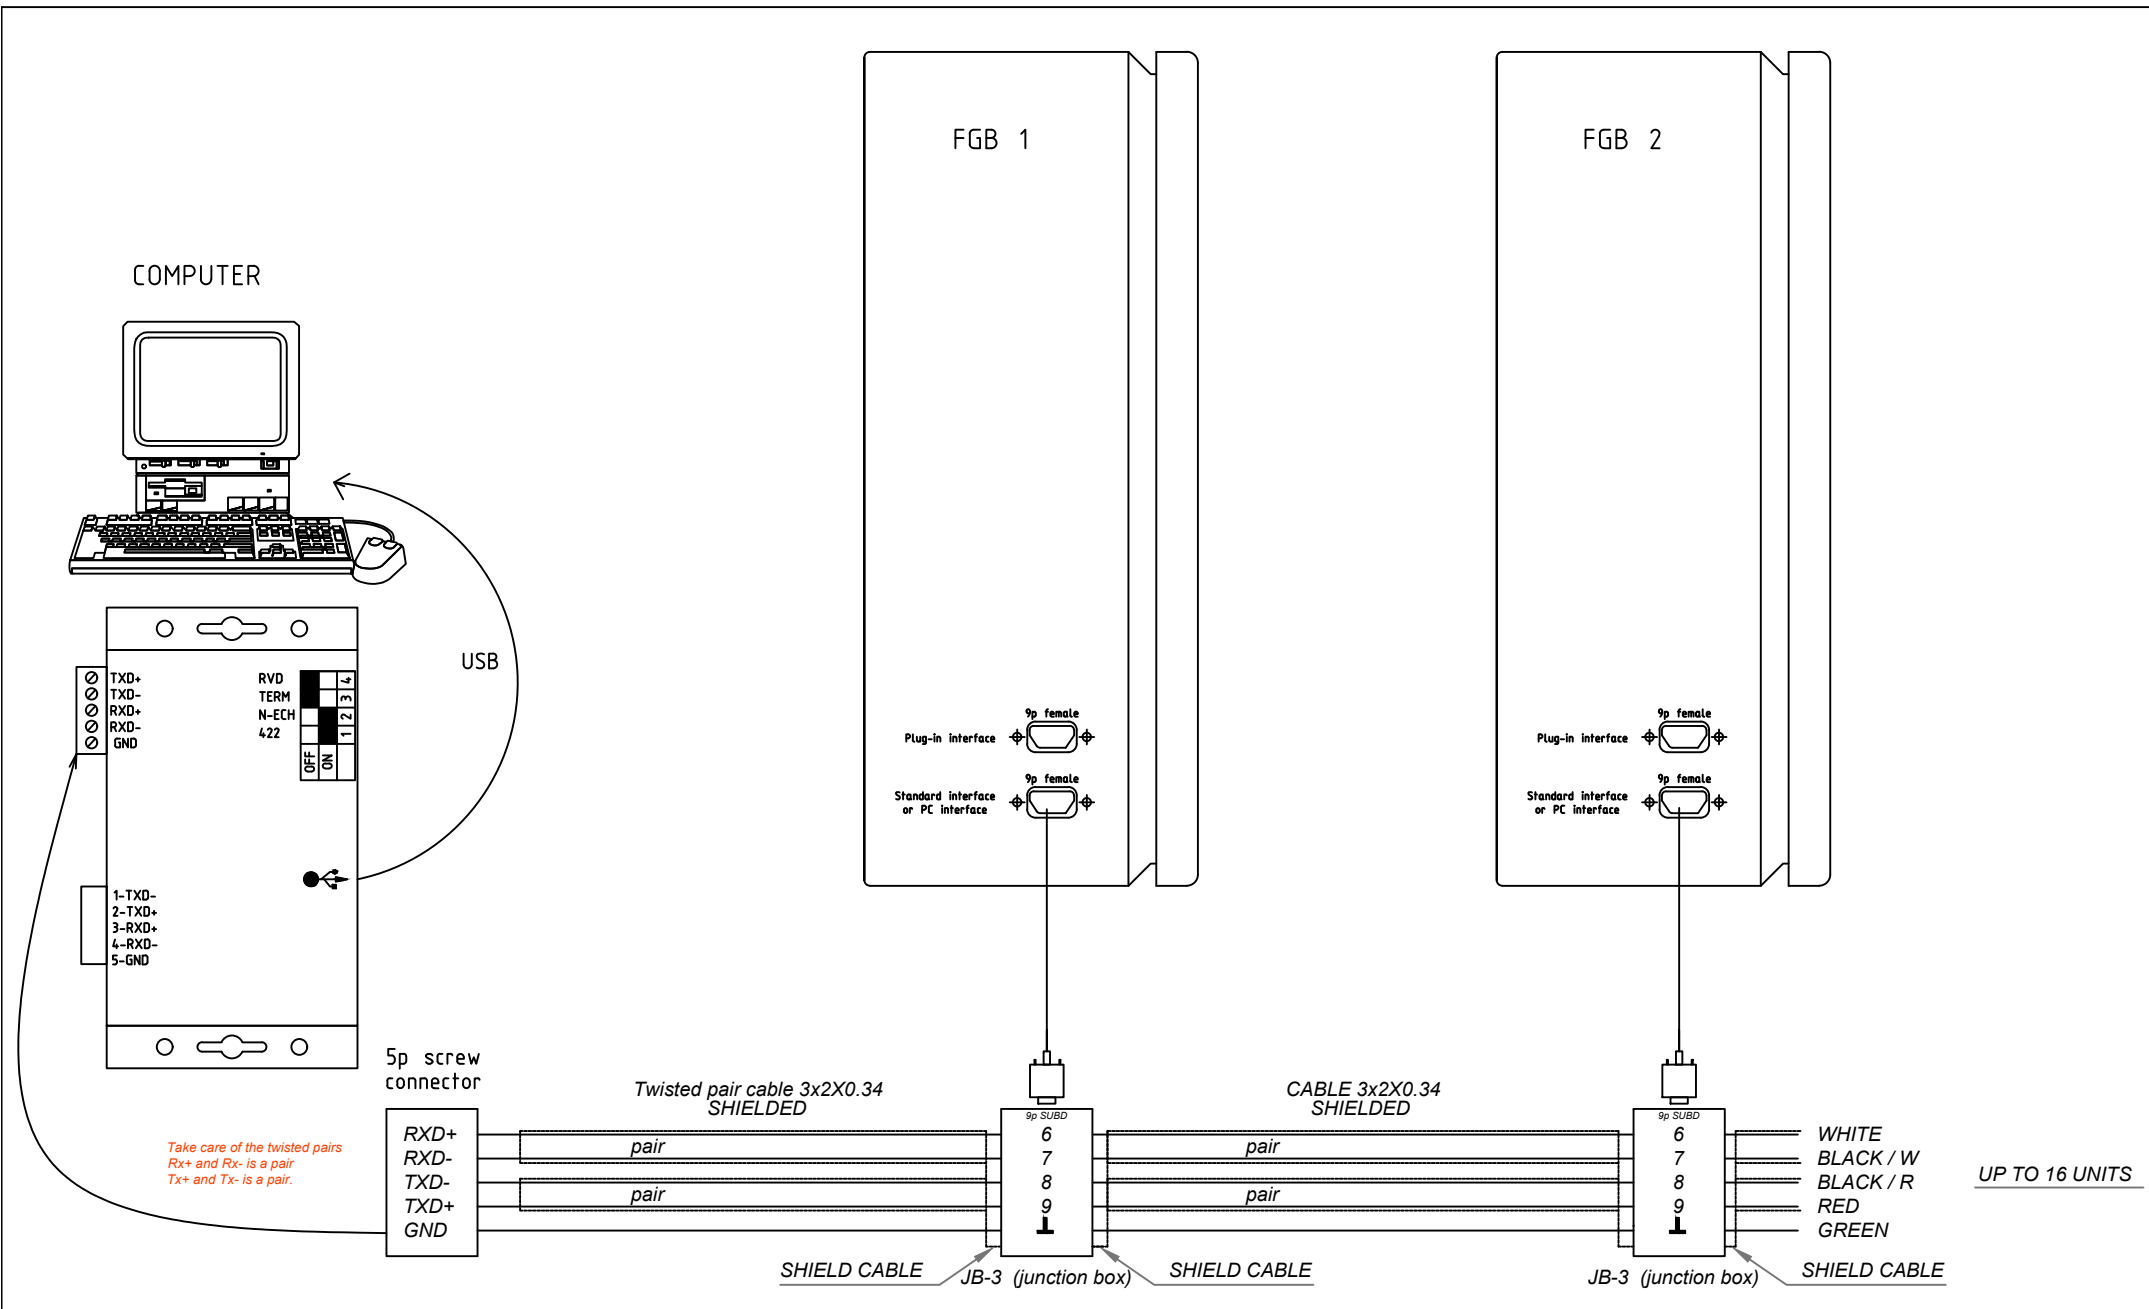 FGB 1
FGB 2
COMPUTER
USB
TXD+
TXD-
RXD+
RXD-
GND
RVD
TERM
N-ECH
422
4
3
2
1
OFF
ON
1-TXD-
2-TXD+
3-RXD+
4-RXD-
5-GND
9p female
Plug-in interface
9p female
Standard interface
or PC interface
9p female
Plug-in interface
9p female
Standard interface
or PC interface
5p screw
connector
Take care of the twisted pairs
Rx+ and Rx- is a pair
Tx+ and Tx- is a pair.
RXD+
RXD-
TXD-
TXD+
GND
Twisted pair cable 3x2X0.34
SHIELDED
pair
pair
9p SUBD
6
7
8
9
CABLE 3x2X0.34
SHIELDED
pair
pair
9p SUBD
6
7
8
9
WHITE
BLACK / W
BLACK / R
RED
GREEN
UP TO 16 UNITS
SHIELD CABLE
JB-3 (junction box)
SHIELD CABLE
JB-3 (junction box)
SHIELD CABLE